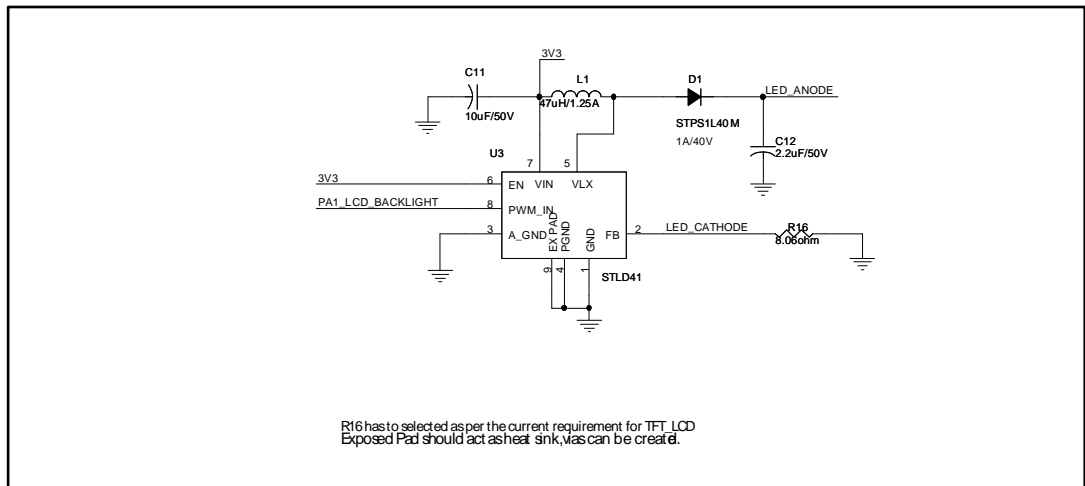 3V3
C11
10uF/50V
L1
47uH/1.25A
D1
STPS1L40M
1A/40V
LED_ANODE
C12
2.2uF/50V
U3
7
5
VIN
VLX
3V3
6
EN
PA1_LCD_BACKLIGHT
8
PWM_IN
3
A_GND
EX PAD
PGND
GND
FB
2
LED_CATHODE
R16
8.06ohm
9
4
1
STLD41
R16 has to selected as per the current requirement for TFT_LCD
Exposed Pad should act as heat sink,vias can be created.